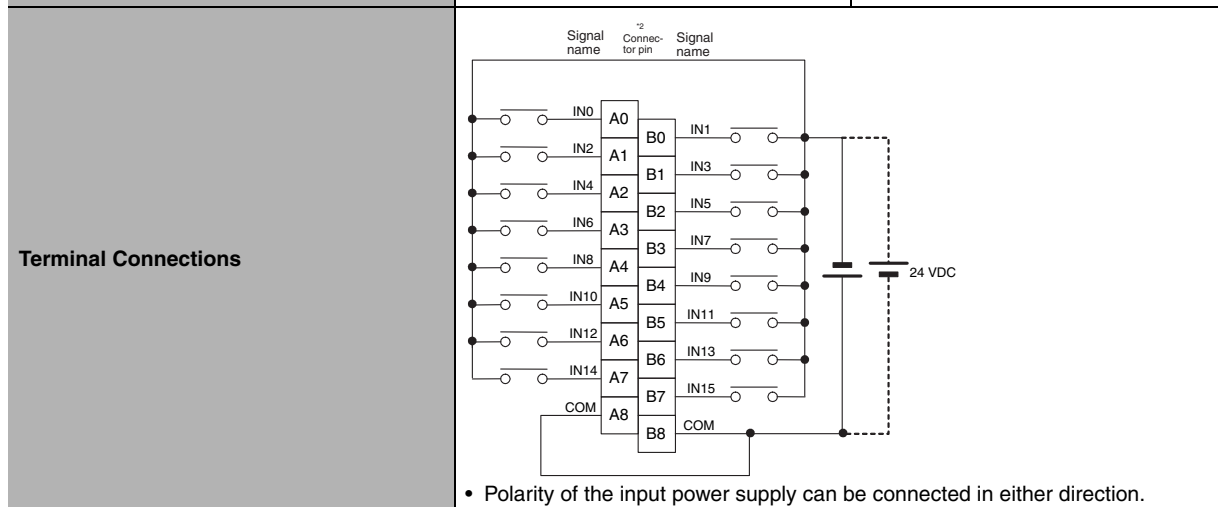 Terminal Connections
Signal name
*2
Connec-
tor pin
Signal name
IN0 A0
B0 IN1
IN2 A1
B1 IN3
IN4 A2
B2 IN5
IN6 A3
B3 IN7
IN8 A4
B4 IN9
IN10 A5
B5 IN11
IN12 A6
B6 IN13
IN14 A7
B7 IN15
COM A8
B8 COM
24 VDC
• Polarity of the input power supply can be connected in either direction.